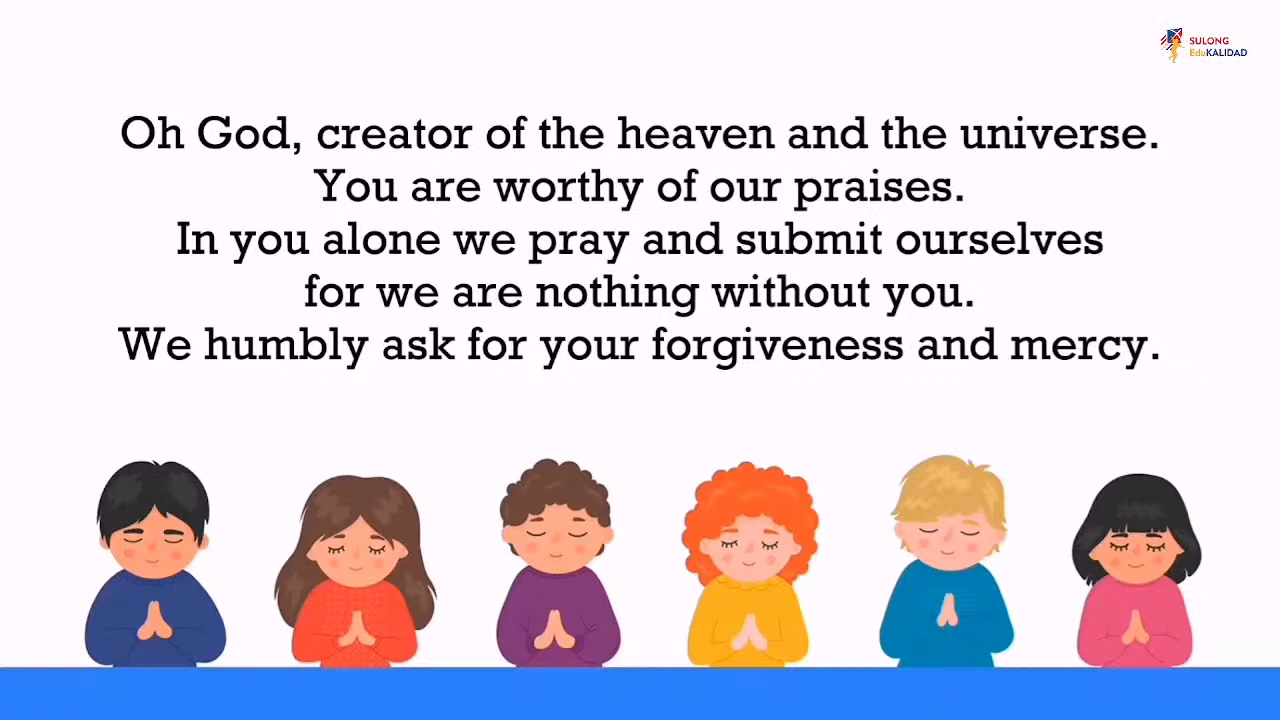 SULONG
EduKALIDAD
Oh God, creator of the heaven and the universe.
You are worthy of our praises.
In you alone we pray and submit ourselves
for we are nothing without you.
We humbly ask for your forgiveness and mercy.